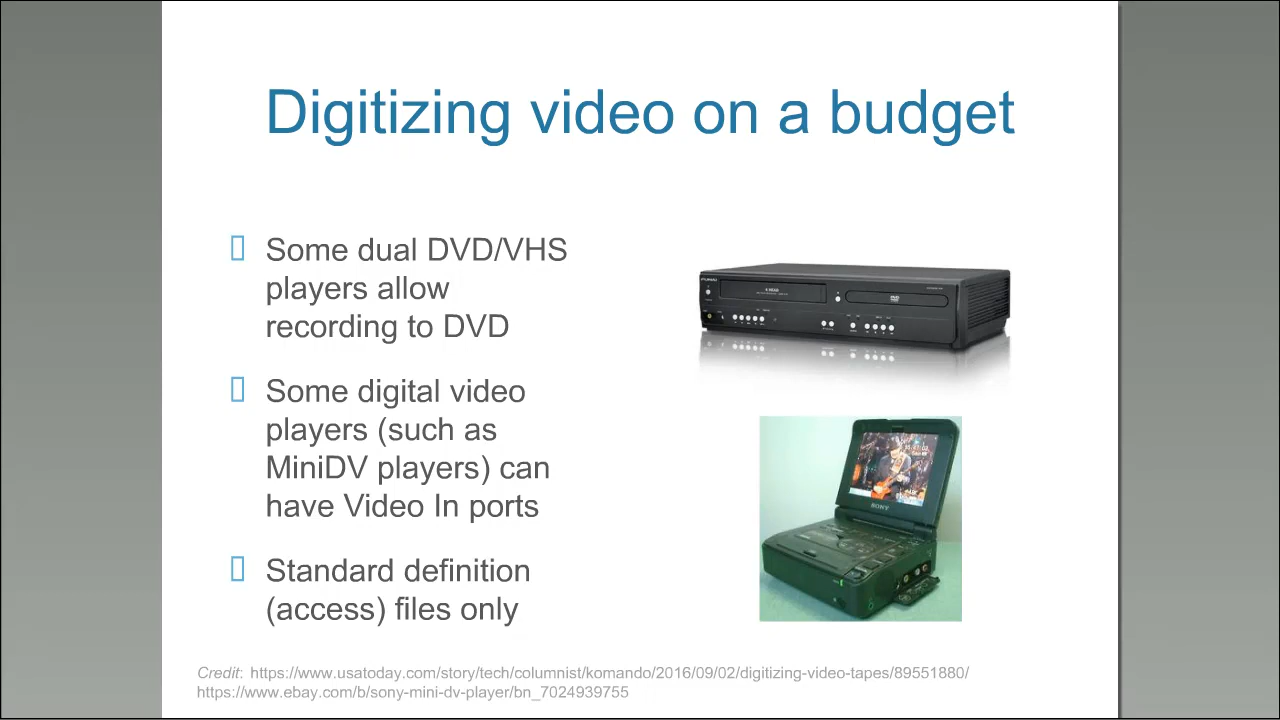 Digitizing video on a budget
Some dual DVD/VHS
players allow
recording to DVD
Some digital video
players (such as
MiniDV players) can
have Video In ports
Standard definition
(access) files only
SONY
Credit: https://www.usatoday.com/story/tech/columnist/komando/2016/09/02/digitizing-video-tapes/89551880/
https://www.ebay.com/b/sony-mini-dv-player/bn_7024939755